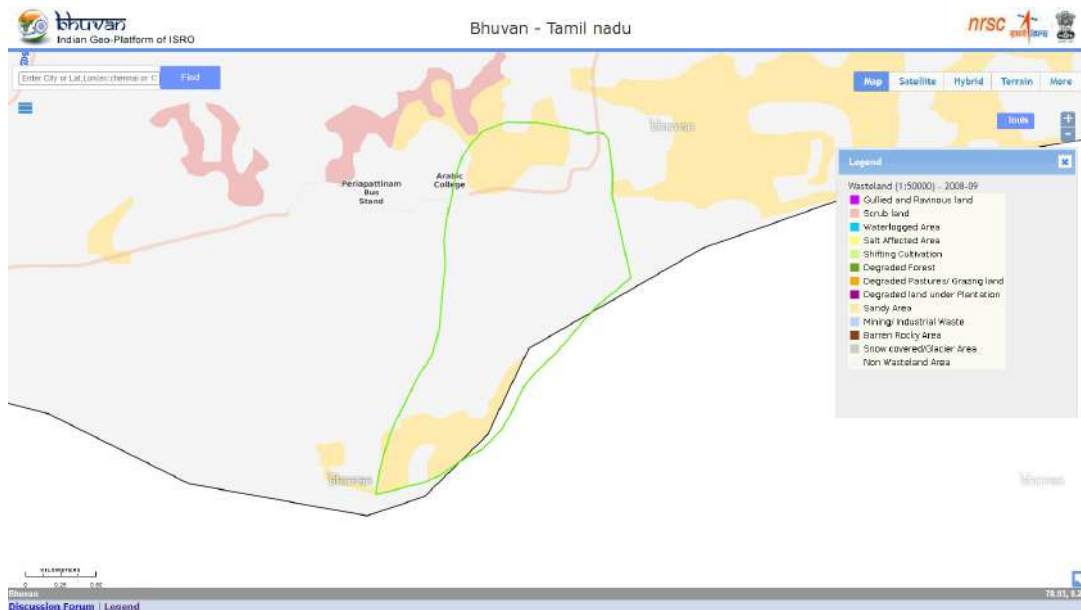 bhuvan
Indian Geo-Platform of ISRO
Bhuvan - Tamil nadu
nrsc
Find
Map Satellite Hybrid Terrain More
Tools
bhuvan
Periapattinam
Bus
Stand
Arabic
College
Legend
Wasteland (1:50000) - 2008-09
Gullied and Ravinous land
Scrub land
Waterlogged Area
Salt Affected Area
Shifting Cultivation
Degraded Forest
Degraded Pastures/ Grazing land
Degraded land under Plantation
Sandy Area
Mining/ Industrial Waste
Barren Rocky Area
Snow covered/Glacier Area
Non Wasteland Area
bhuvan
bhuvan
KILOMETERS
Bhuvan
Discussion Forum | Legend